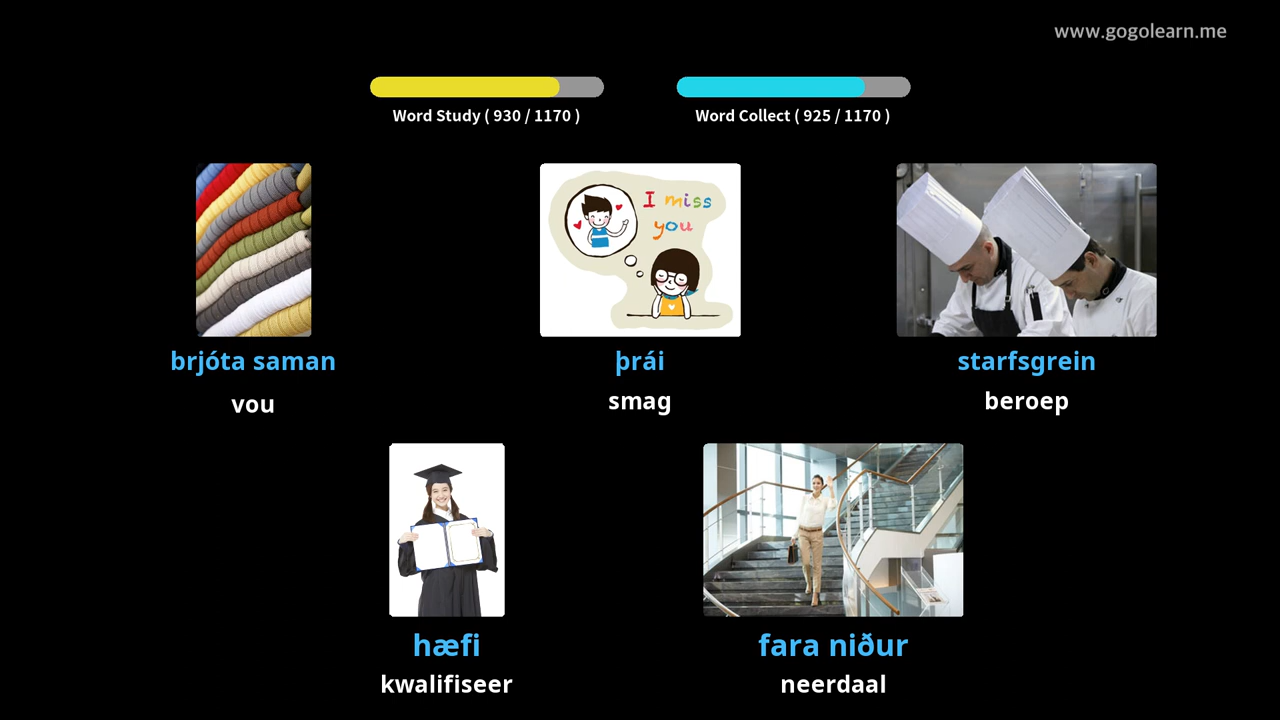 www.gogolearn.me
Word Study ( 930 / 1170 )
Word Collect ( 925 / 1170 )
I miss
you
brjóta saman
vou
þrái
smag
starfsgrein
beroep
hæfi
kwalifiseer
fara niður
neerdaal